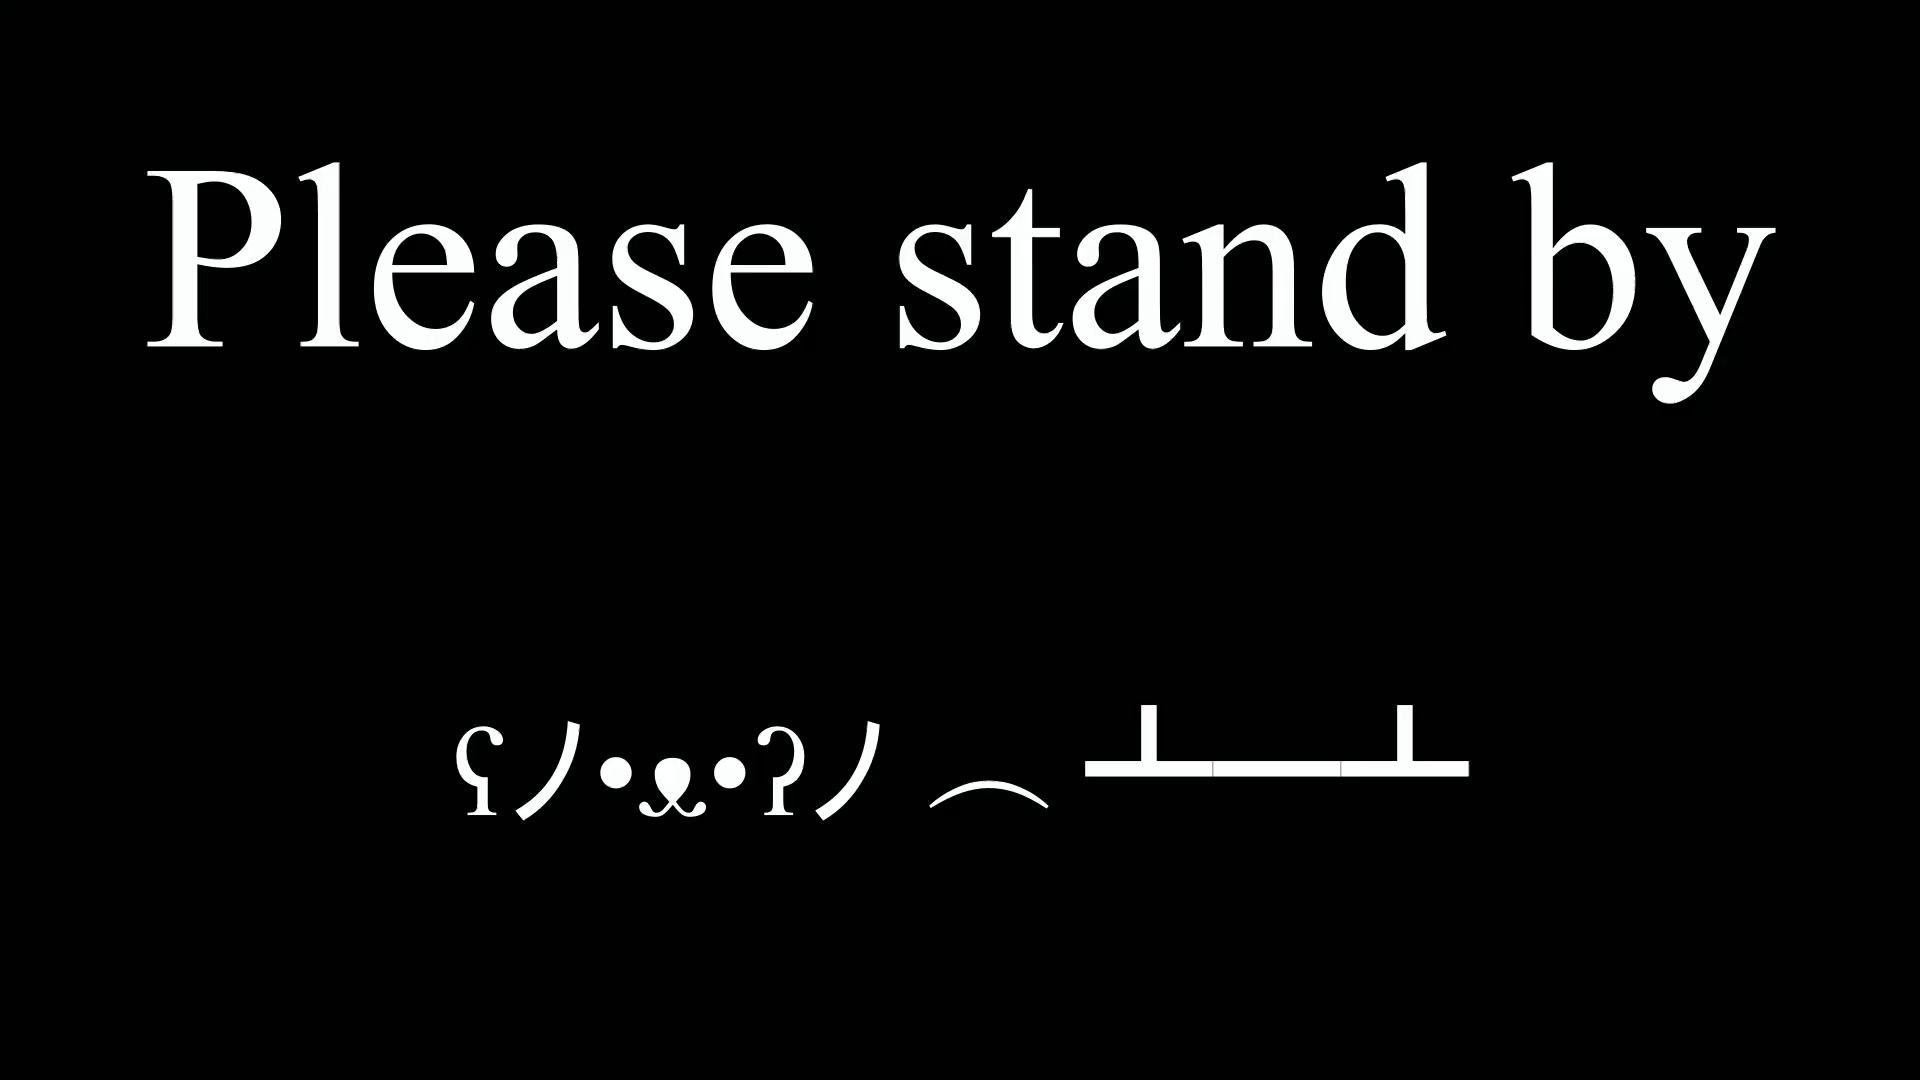 Please stand by
ʕノ•ᴥ•ʔノ ︵ ┻━┻